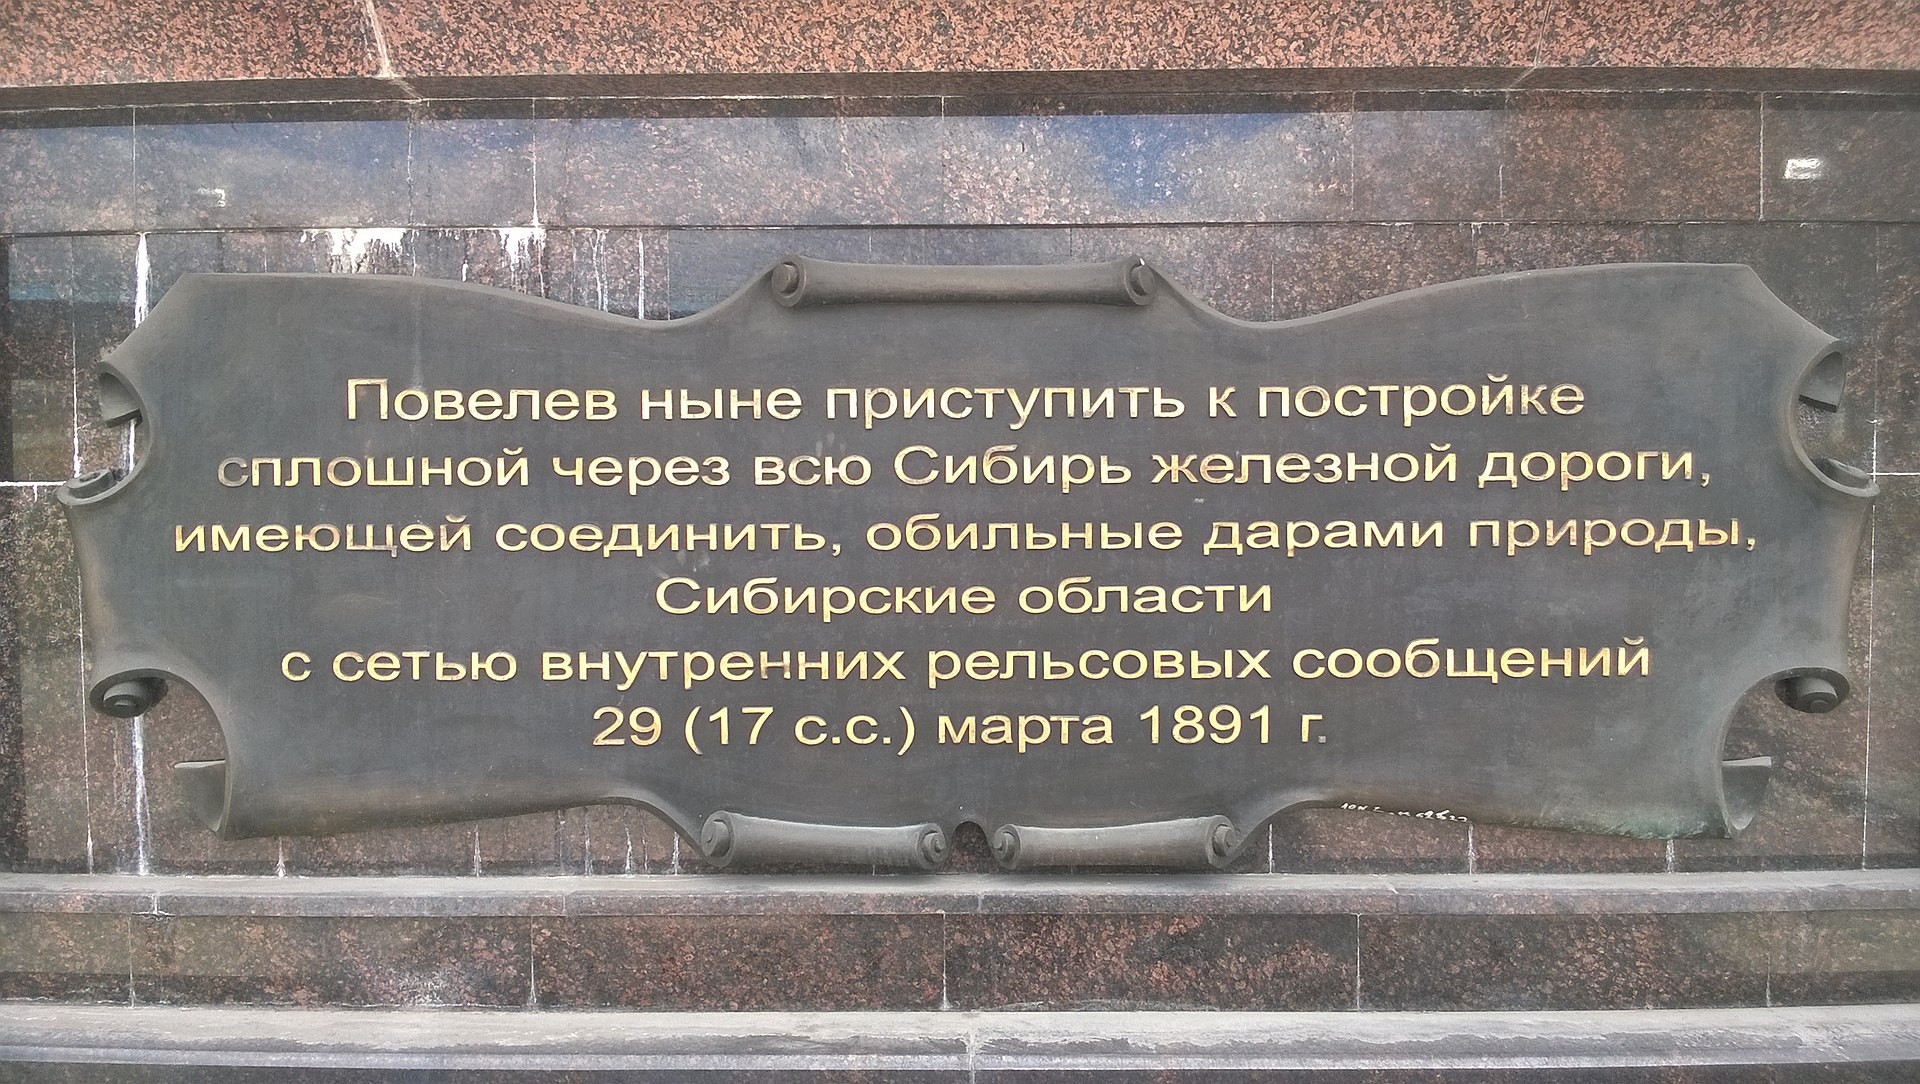 Повелев ныне приступить к постройке
сплошной через всю Сибирь железной дороги,
имеющей соединить, обильные дарами природы,
Сибирские области
с сетью внутренних рельсовых сообщений
29 (17 с.с.) марта 1891 г.